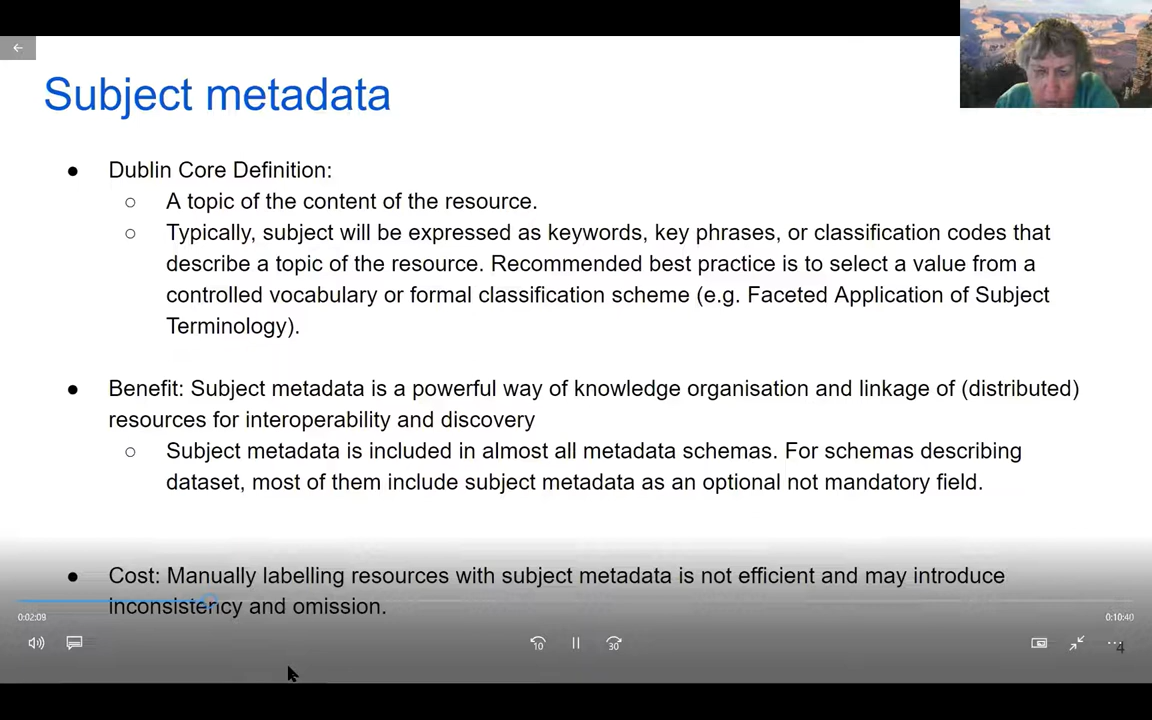 Subject metadata
● Dublin Core Definition:
○ A topic of the content of the resource.
○ Typically, subject will be expressed as keywords, key phrases, or classification codes that
describe a topic of the resource. Recommended best practice is to select a value from a
controlled vocabulary or formal classification scheme (e.g. Faceted Application of Subject
Terminology).
● Benefit: Subject metadata is a powerful way of knowledge organisation and linkage of (distributed)
resources for interoperability and discovery
○ Subject metadata is included in almost all metadata schemas. For schemas describing
dataset, most of them include subject metadata as an optional not mandatory field.
● Cost: Manually labelling resources with subject metadata is not efficient and may introduce
inconsistency and omission.
0:02:09
0:10:40
10
30
4